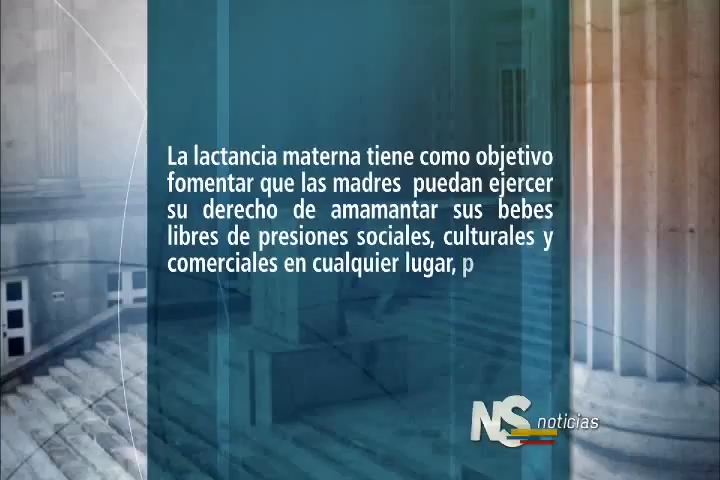 La lactancia materna tiene como objetivo
fomentar que las madres puedan ejercer
su derecho de amamantar sus bebes
libres de presiones sociales, culturales y
comerciales en cualquier lugar, p
NS noticias